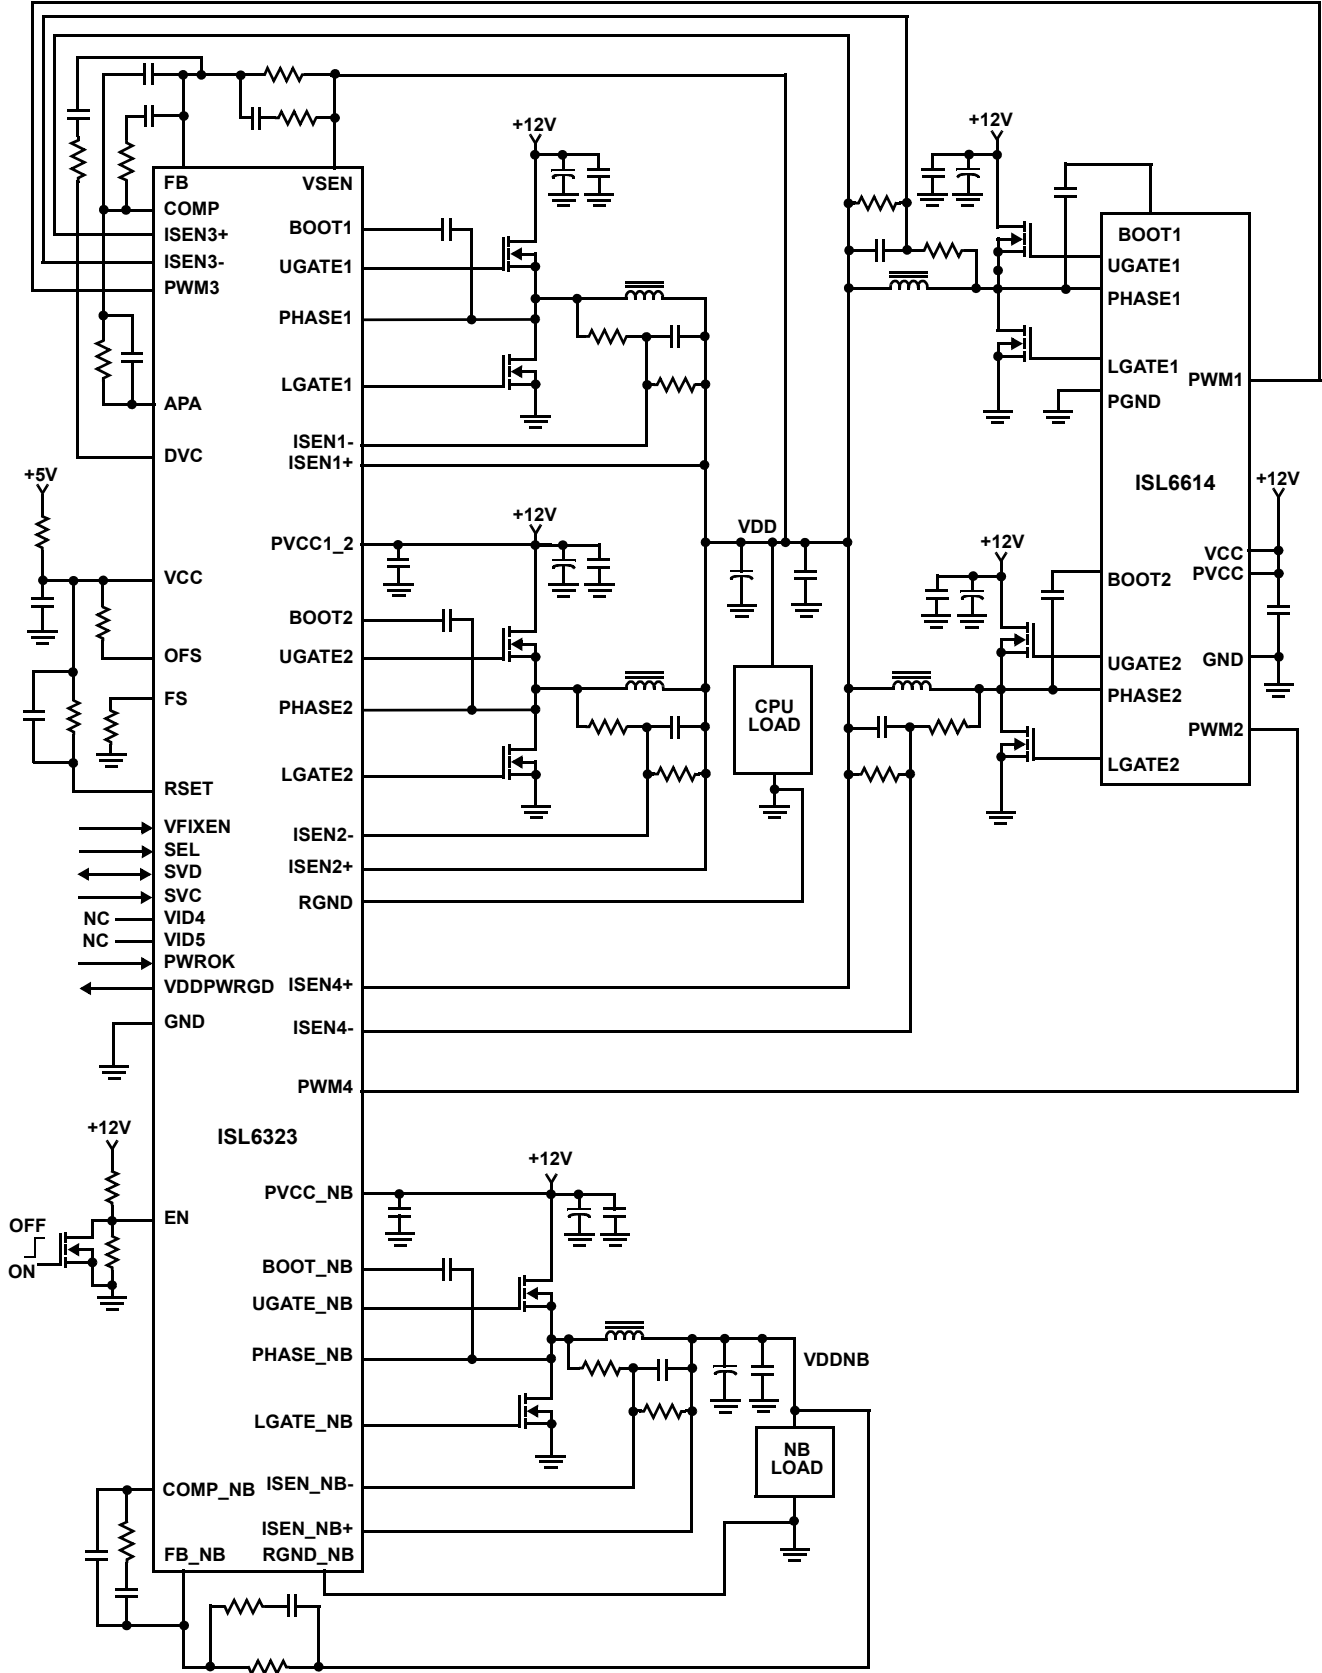 +12V
+12V
FB
VSEN
COMP
ISEN3+
ISEN3-
PWM3
BOOT1
UGATE1
PHASE1
LGATE1
APA
ISEN1-
ISEN1+
DVC
+5V
BOOT1
UGATE1
PHASE1
LGATE1
PWM1
PGND
ISL6614
+12V
+12V
VDD
PVCC1_2
+12V
VCC
PVCC
VCC
BOOT2
BOOT2
UGATE2
OFS
UGATE2
GND
FS
PHASE2
PHASE2
CPU
LOAD
PWM2
LGATE2
LGATE2
RSET
VFIXEN
SEL
SVD
SVC
NC
VID4
NC
VID5
PWROK
VDDPWRGD
ISEN2-
ISEN2+
RGND
ISEN4+
ISEN4-
GND
PWM4
+12V
ISL6323
+12V
PVCC_NB
EN
OFF
ON
BOOT_NB
UGATE_NB
PHASE_NB
VDDNB
LGATE_NB
NB
LOAD
COMP_NB
ISEN_NB-
ISEN_NB+
FB_NB
RGND_NB